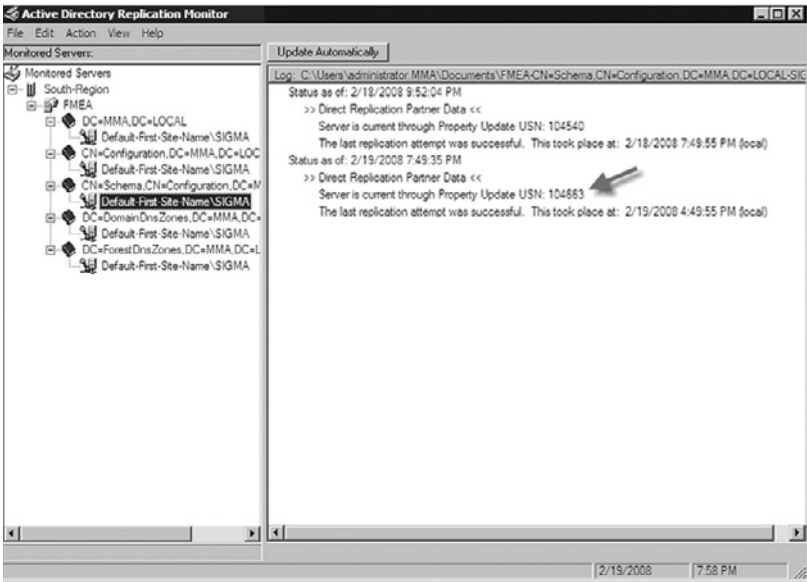 Active Directory Replication Monitor
File Edit Action View Help
Monitored Servers:
Update Automatically
Monitored Servers
South-Region
FMEA
DC=MMA,DC=LOCAL
Default-First-Site-Name\SIGMA
CN=Configuration,DC=MMA,DC=LOC
Default-First-Site-Name\SIGMA
CN=Schema,CN=Configuration,DC=M
Default-First-Site-Name\SIGMA
DC=DomainDnsZones,DC=MMA,DC=
Default-First-Site-Name\SIGMA
DC=ForestDnsZones,DC=MMA,DC=L
Default-First-Site-Name\SIGMA
Log: C:\Users\administrator.MMA\Documents\FMEA-CN=Schema,CN=Configuration,DC=MMA,DC=LOCAL-SIG
Status as of: 2/18/2008 9:52:04 PM
>> Direct Replication Partner Data <<
Server is current through Property Update USN: 104540
The last replication attempt was successful. This took place at: 2/18/2008 7:49:55 PM (local)
Status as of: 2/19/2008 7:49:35 PM
>> Direct Replication Partner Data <<
Server is current through Property Update USN: 104663
The last replication attempt was successful. This took place at: 2/19/2008 4:49:55 PM (local)
2/19/2008 7:58 PM